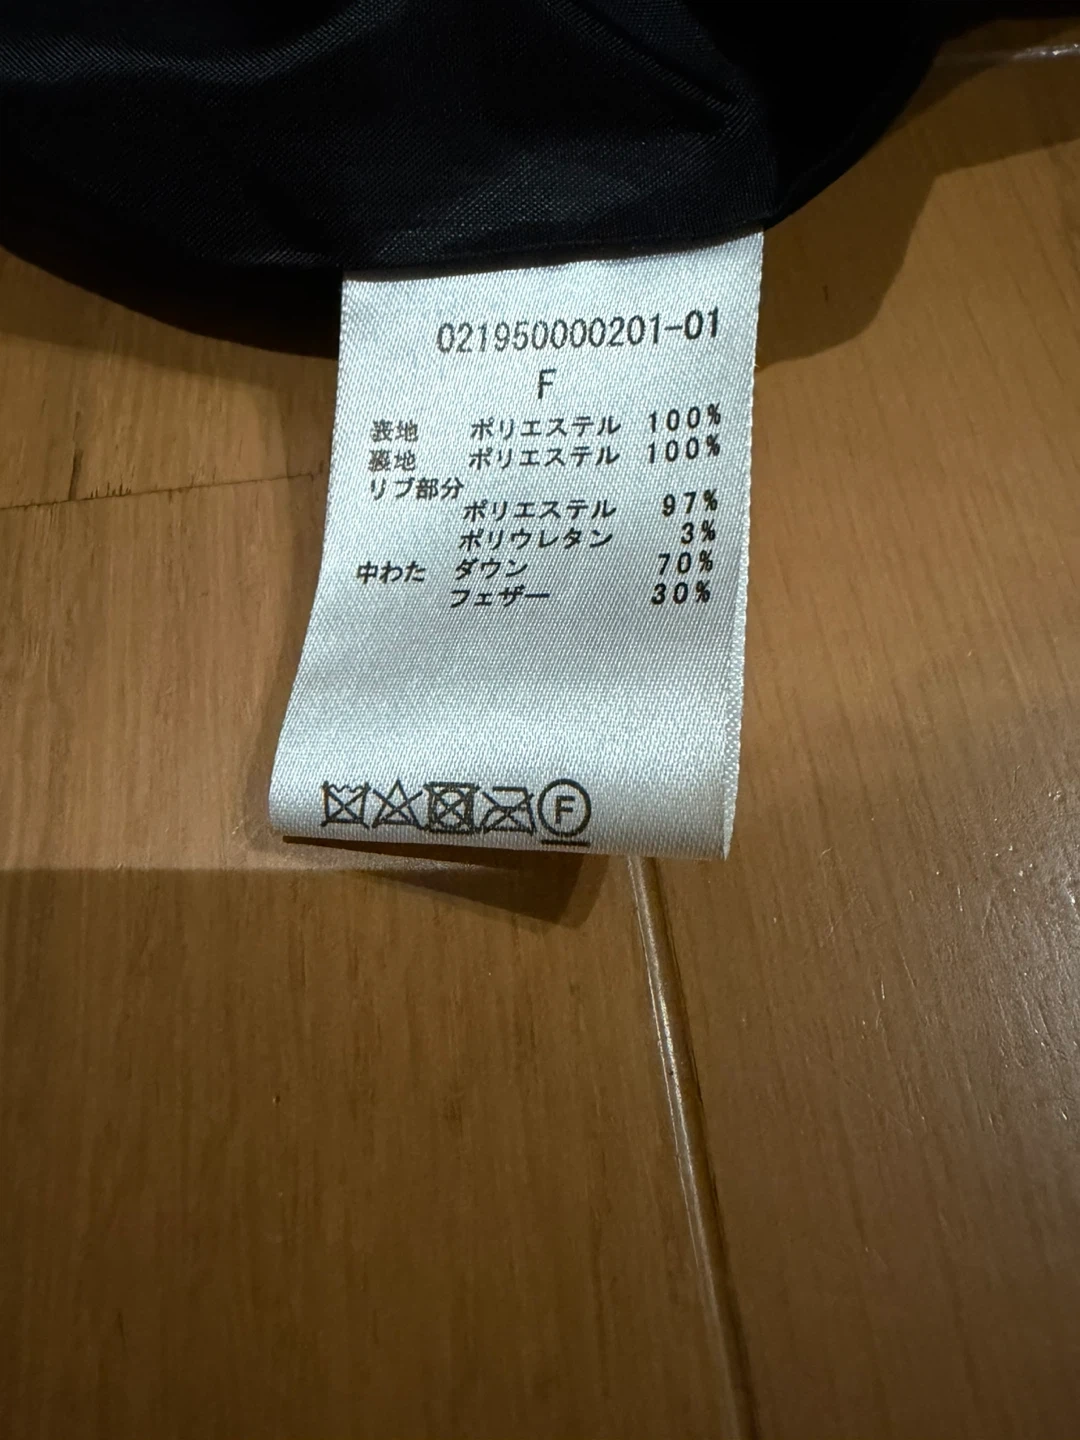 021950000201-01
F
表地 ポリエステル 100%
裏地 ポリエステル 100%
リブ部分
ポリエステル 97%
ポリウレタン 3%
中わた ダウン 70%
フェザー 30%
F